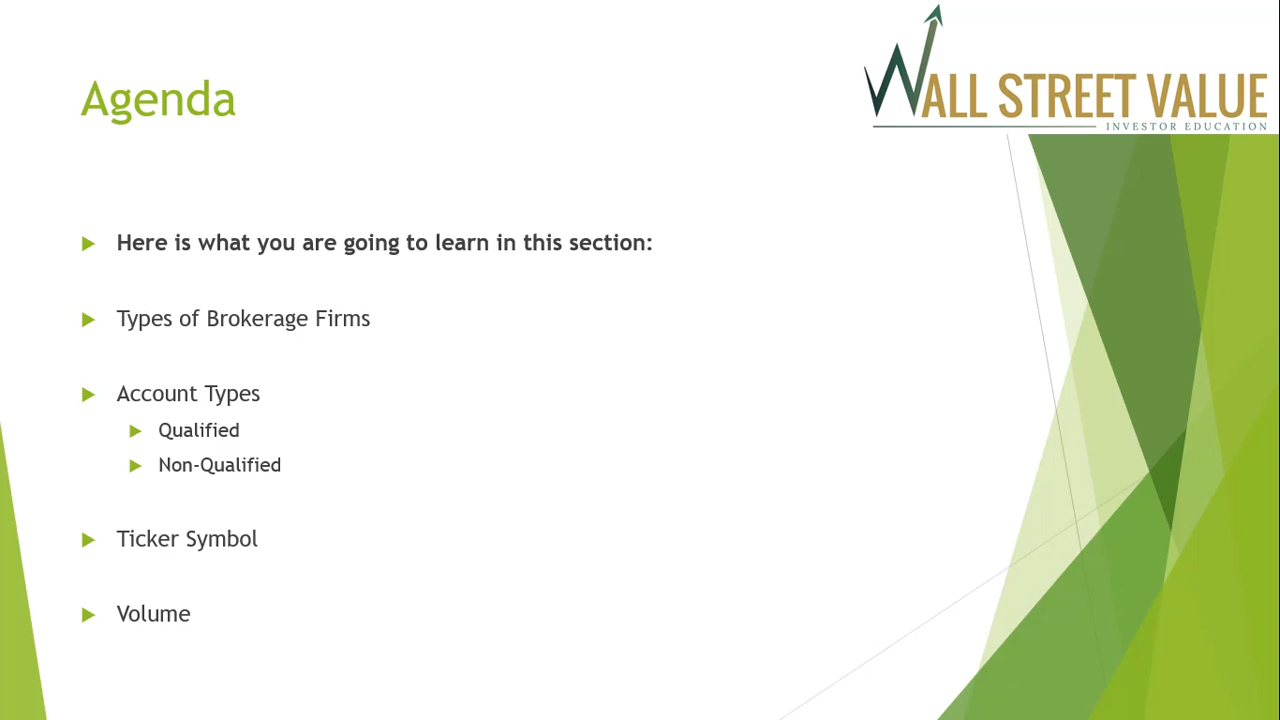 WALL STREET VALUE
INVESTOR EDUCATION
Agenda
Here is what you are going to learn in this section:
Types of Brokerage Firms
Account Types
Qualified
Non-Qualified
Ticker Symbol
Volume